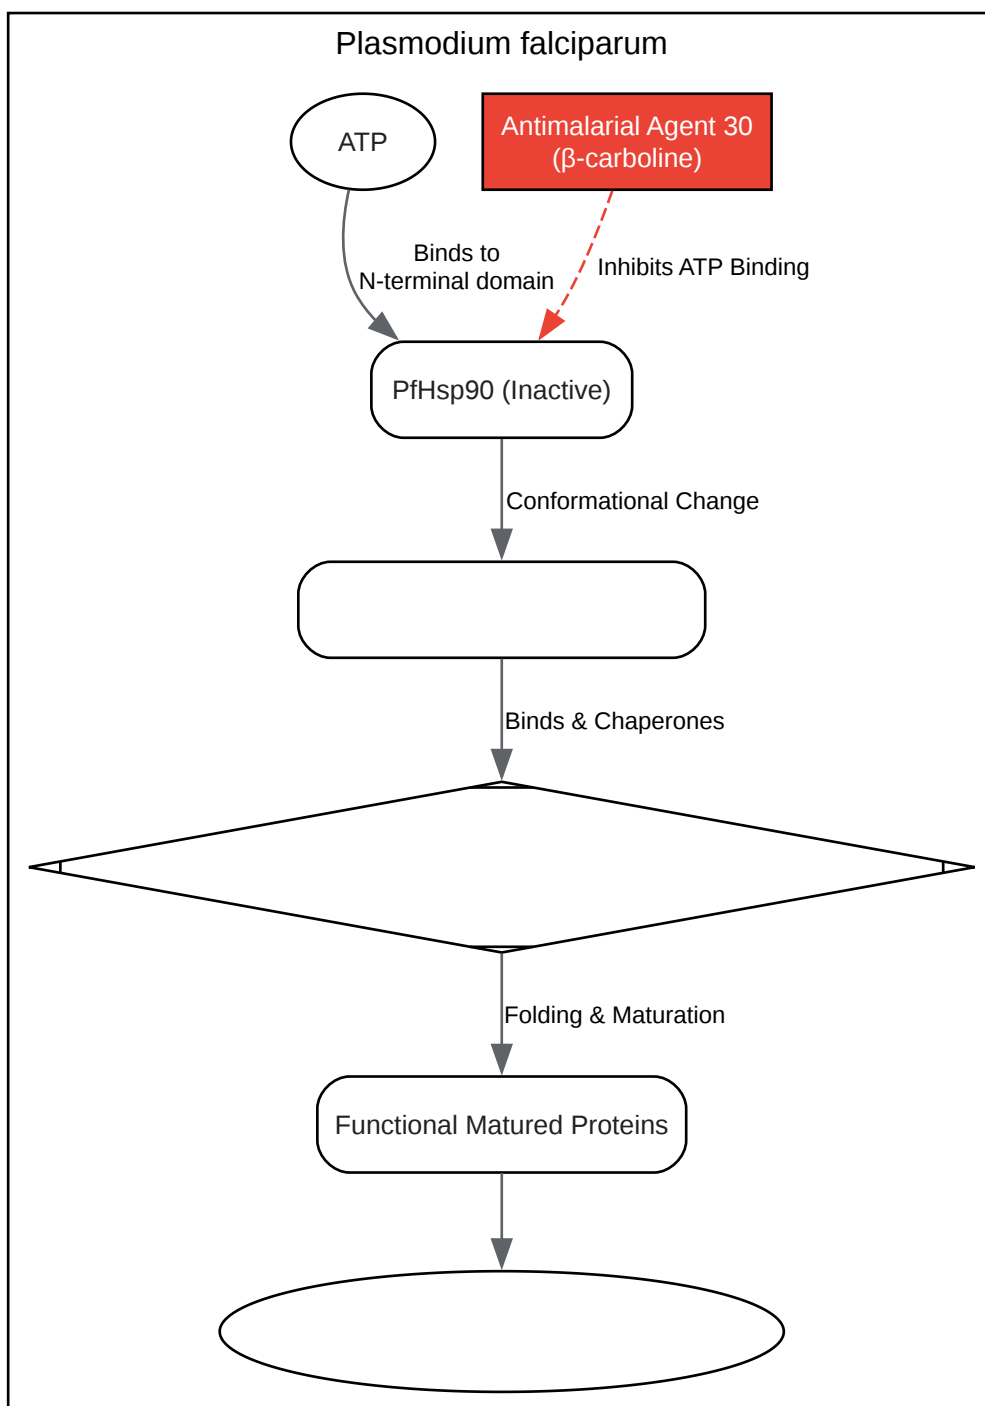 Plasmodium falciparum
ATP
Antimalarial Agent 30
(β-carboline)
Binds to
N-terminal domain
Inhibits ATP Binding
PfHsp90 (Inactive)
Conformational Change
Binds & Chaperones
Folding & Maturation
Functional Matured Proteins